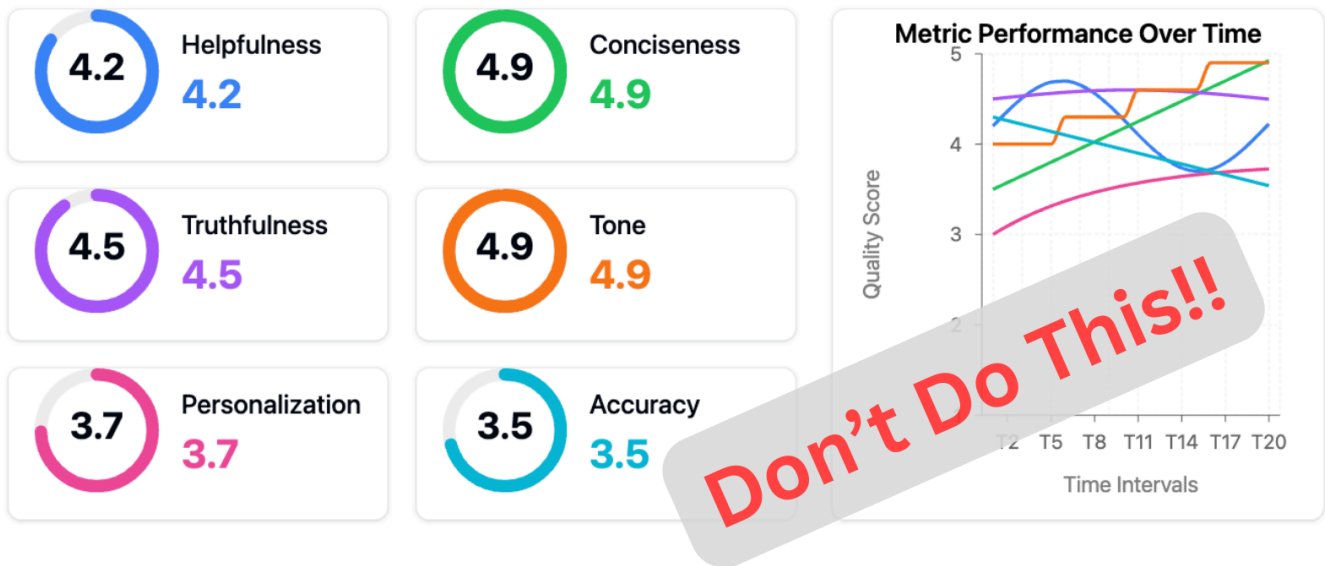 4.2
Helpfulness
4.2
4.9
Conciseness
4.9
4.5
Truthfulness
4.5
4.9
Tone
4.9
3.7
Personalization
3.7
3.5
Accuracy
3.5
Metric Performance Over Time
Quality Score
5
4
3
2
T2 T5 T8 T11 T14 T17 T20
Time Intervals
Don’t Do This!!